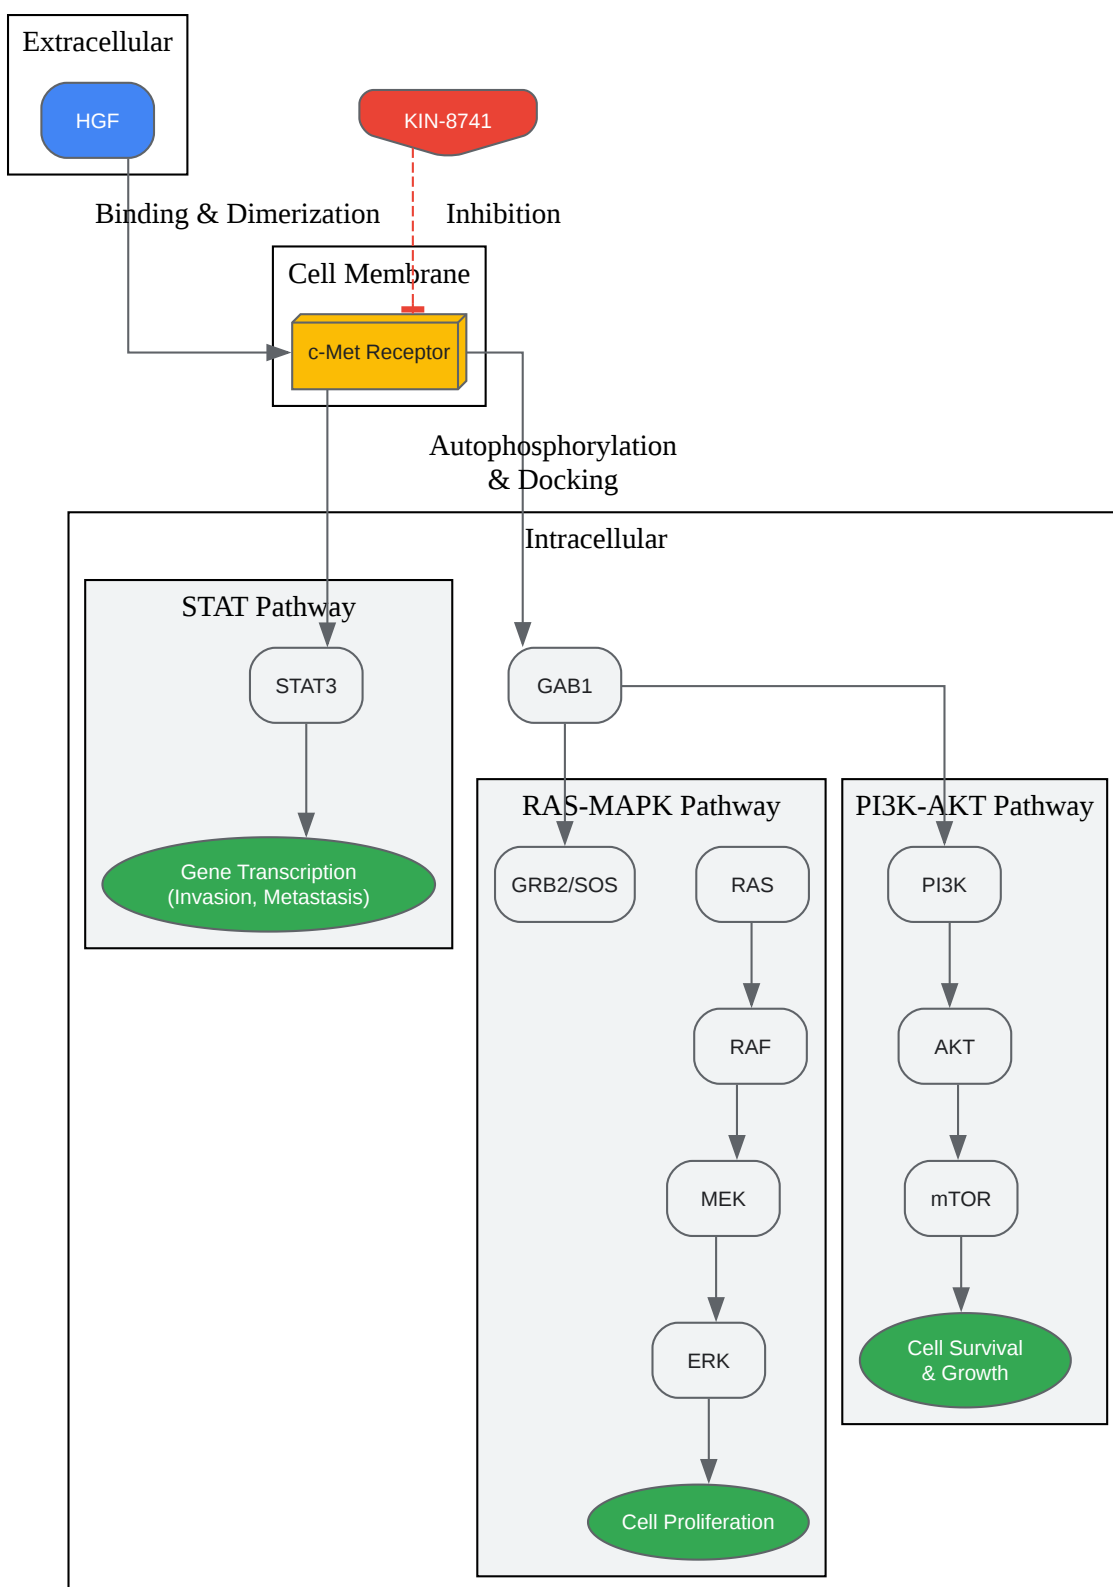 Extracellular
HGF
KIN-8741
Binding & Dimerization
Inhibition
Cell Membrane
c-Met Receptor
Autophosphorylation
& Docking
Intracellular
STAT Pathway
STAT3
GAB1
Gene Transcription
(Invasion, Metastasis)
RAS-MAPK Pathway
PI3K-AKT Pathway
GRB2/SOS
RAS
PI3K
RAF
AKT
MEK
mTOR
ERK
Cell Survival
& Growth
Cell Proliferation